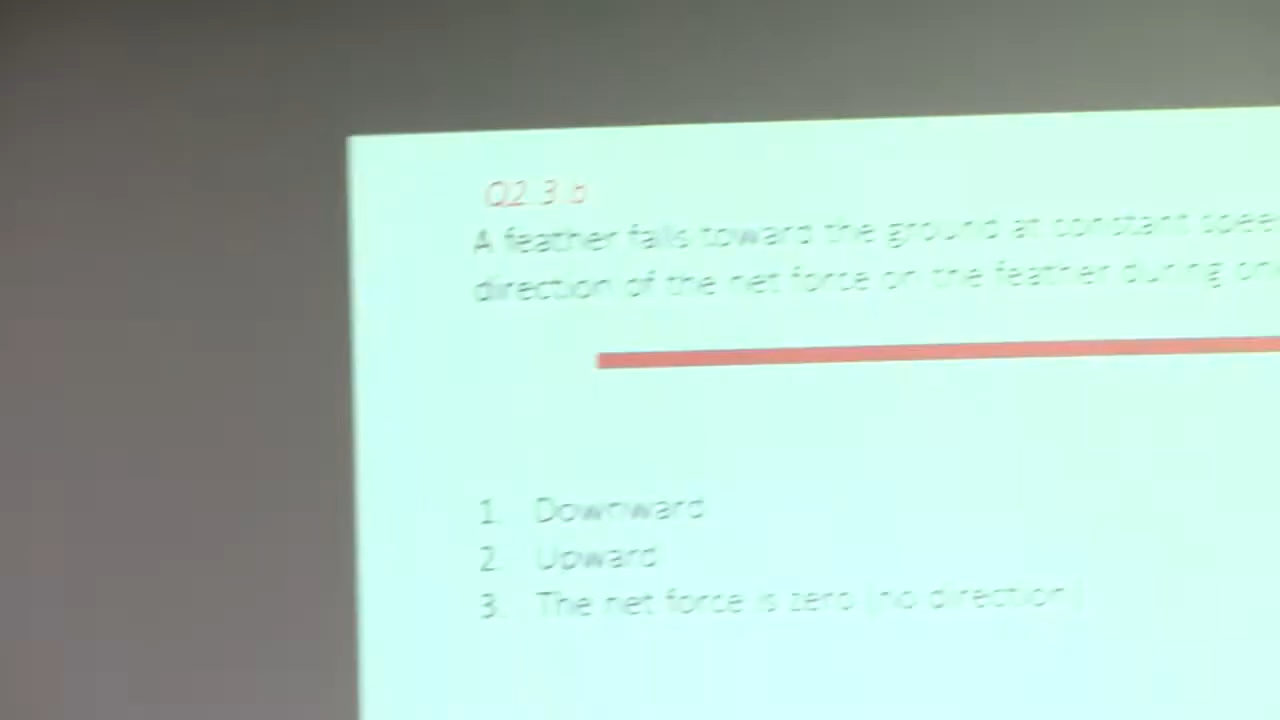 Q2.3.b
A feather falls toward the ground at constant
direction of the net force on the feather during
1. Downward
2. Upward
3. The net force is zero (no direction)